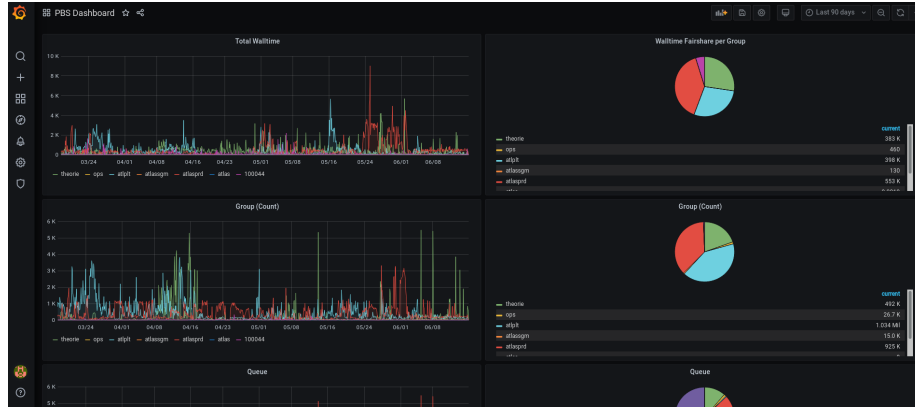 PBS Dashboard
Last 90 days
Total Walltime
10 K
8 K
6 K
4 K
2 K
0
03/24 04/01 04/08 04/16 04/23 05/01 05/08 05/16 05/24 06/01 06/08
theorie ops atlplt atlassgm atlasprd atlas 100044
Walltime Fairshare per Group
current
theorie 383 K
ops 460
atlplt 398 K
atlassgm 130
atlasprd 553 K
Group (Count)
6 K
5 K
4 K
3 K
2 K
1 K
0
03/24 04/01 04/08 04/16 04/23 05/01 05/08 05/16 05/24 06/01 06/08
theorie ops atlplt atlassgm atlasprd atlas 100044
Group (Count)
current
theorie 492 K
ops 26.7 K
atlplt 1.034 Mil
atlassgm 15.0 K
atlasprd 925 K
Queue
6 K
5 K
Queue